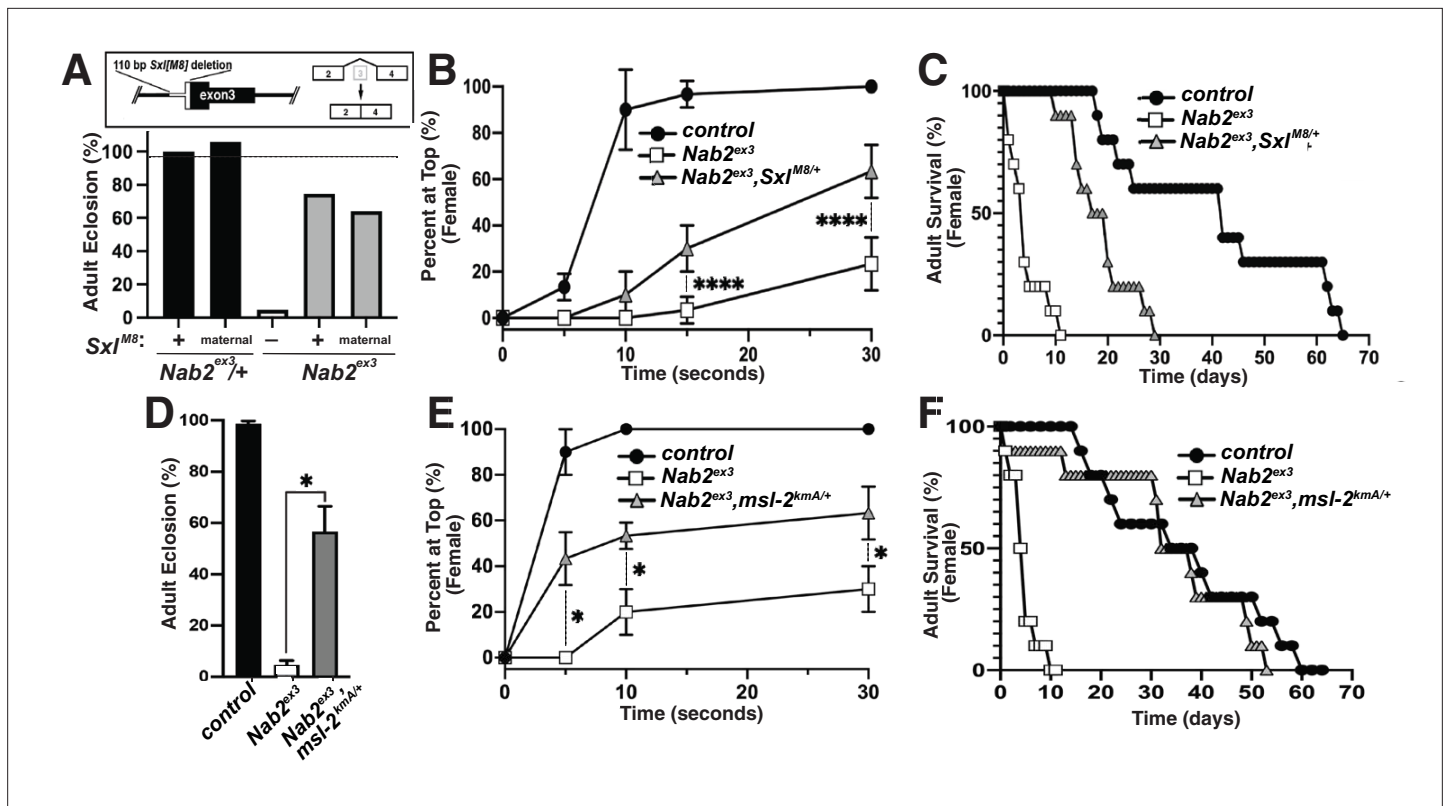 A
110 bp Sxl[M8] deletion
exon3
2 3 4
2 4
Adult Eclosion (%)
100
80
60
40
20
0
Sxl^M8: + maternal − + maternal
Nab2^ex3/+ Nab2^ex3
B
Percent at Top (%)
(Female)
100
80
60
40
20
0
control
Nab2^ex3
Nab2^ex3,Sxl^M8/+
****
****
0 10 20 30
Time (seconds)
C
Adult Survival (%)
(Female)
100
50
0
control
Nab2^ex3
Nab2^ex3,Sxl^M8/+
0 10 20 30 40 50 60 70
Time (days)
D
Adult Eclosion (%)
100
80
60
40
20
0
*
control
Nab2^ex3
Nab2^ex3,
msl-2^kmA/+
E
Percent at Top (%)
(Female)
100
80
60
40
20
0
control
Nab2^ex3
Nab2^ex3,msl-2^kmA/+
*
*
*
0 10 20 30
Time (seconds)
F
Adult Survival (%)
(Female)
100
50
0
control
Nab2^ex3
Nab2^ex3,msl-2^kmA/+
0 10 20 30 40 50 60 70
Time (days)